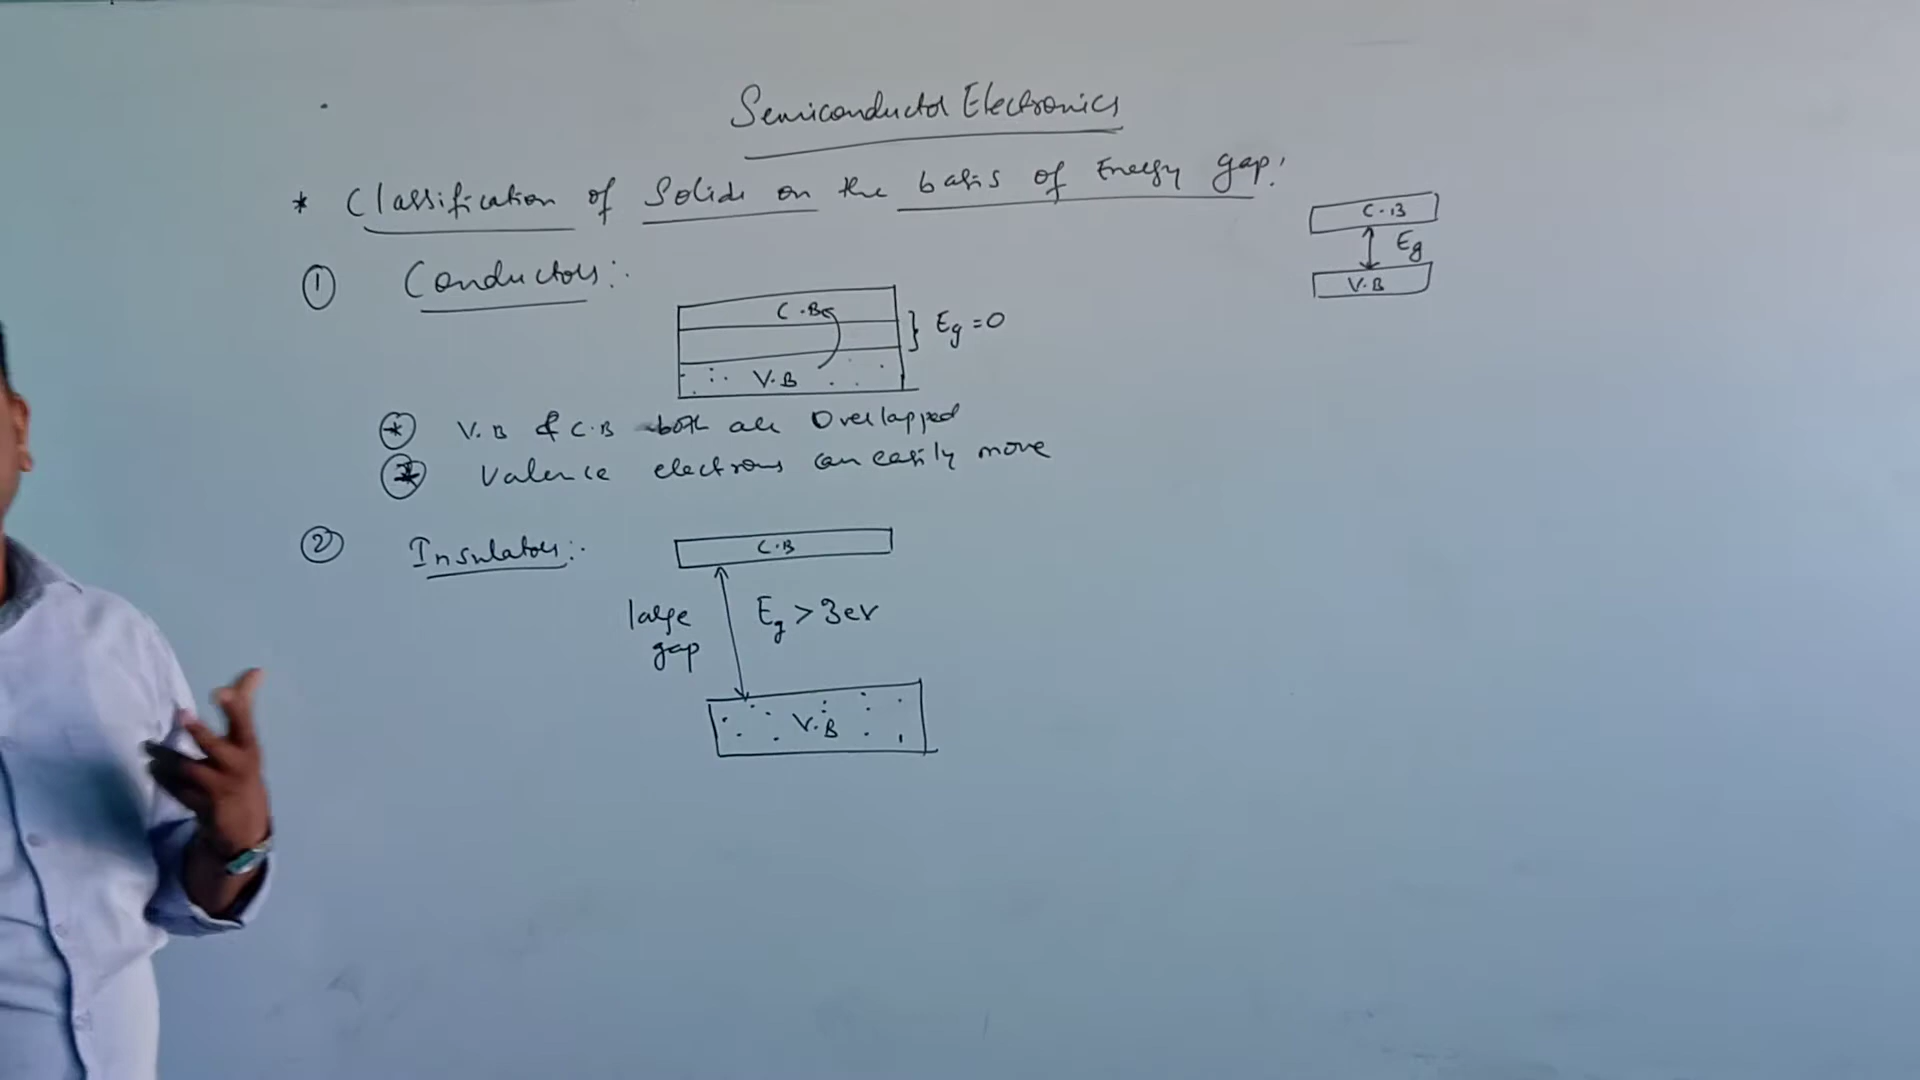 Semiconductor Electronics
* Classification of Solids on the basis of Energy gap:
C.B
Eg
V.B
① Conductors:
C.B
Eg = 0
V.B
* V.B & C.B both are Overlapped
* Valence electrons can easily move
② Insulators:
C.B
large gap
Eg > 3ev
V.B